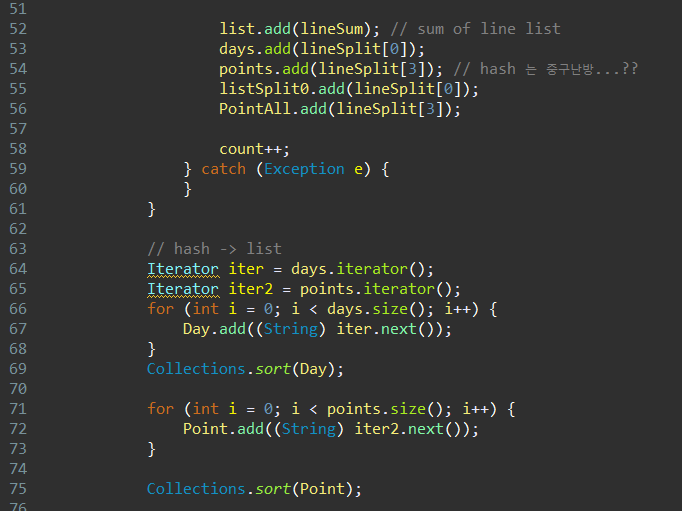 51
52 list.add(lineSum); // sum of line list
53 days.add(lineSplit[0]);
54 points.add(lineSplit[3]); // hash 는 중구난방...??
55 listSplit0.add(lineSplit[0]);
56 PointAll.add(lineSplit[3]);
57
58 count++;
59 } catch (Exception e) {
60 }
61 }
62
63 // hash -> list
64 Iterator iter = days.iterator();
65 Iterator iter2 = points.iterator();
66 for (int i = 0; i < days.size(); i++) {
67 Day.add((String) iter.next());
68 }
69 Collections.sort(Day);
70
71 for (int i = 0; i < points.size(); i++) {
72 Point.add((String) iter2.next());
73 }
74
75 Collections.sort(Point);
76